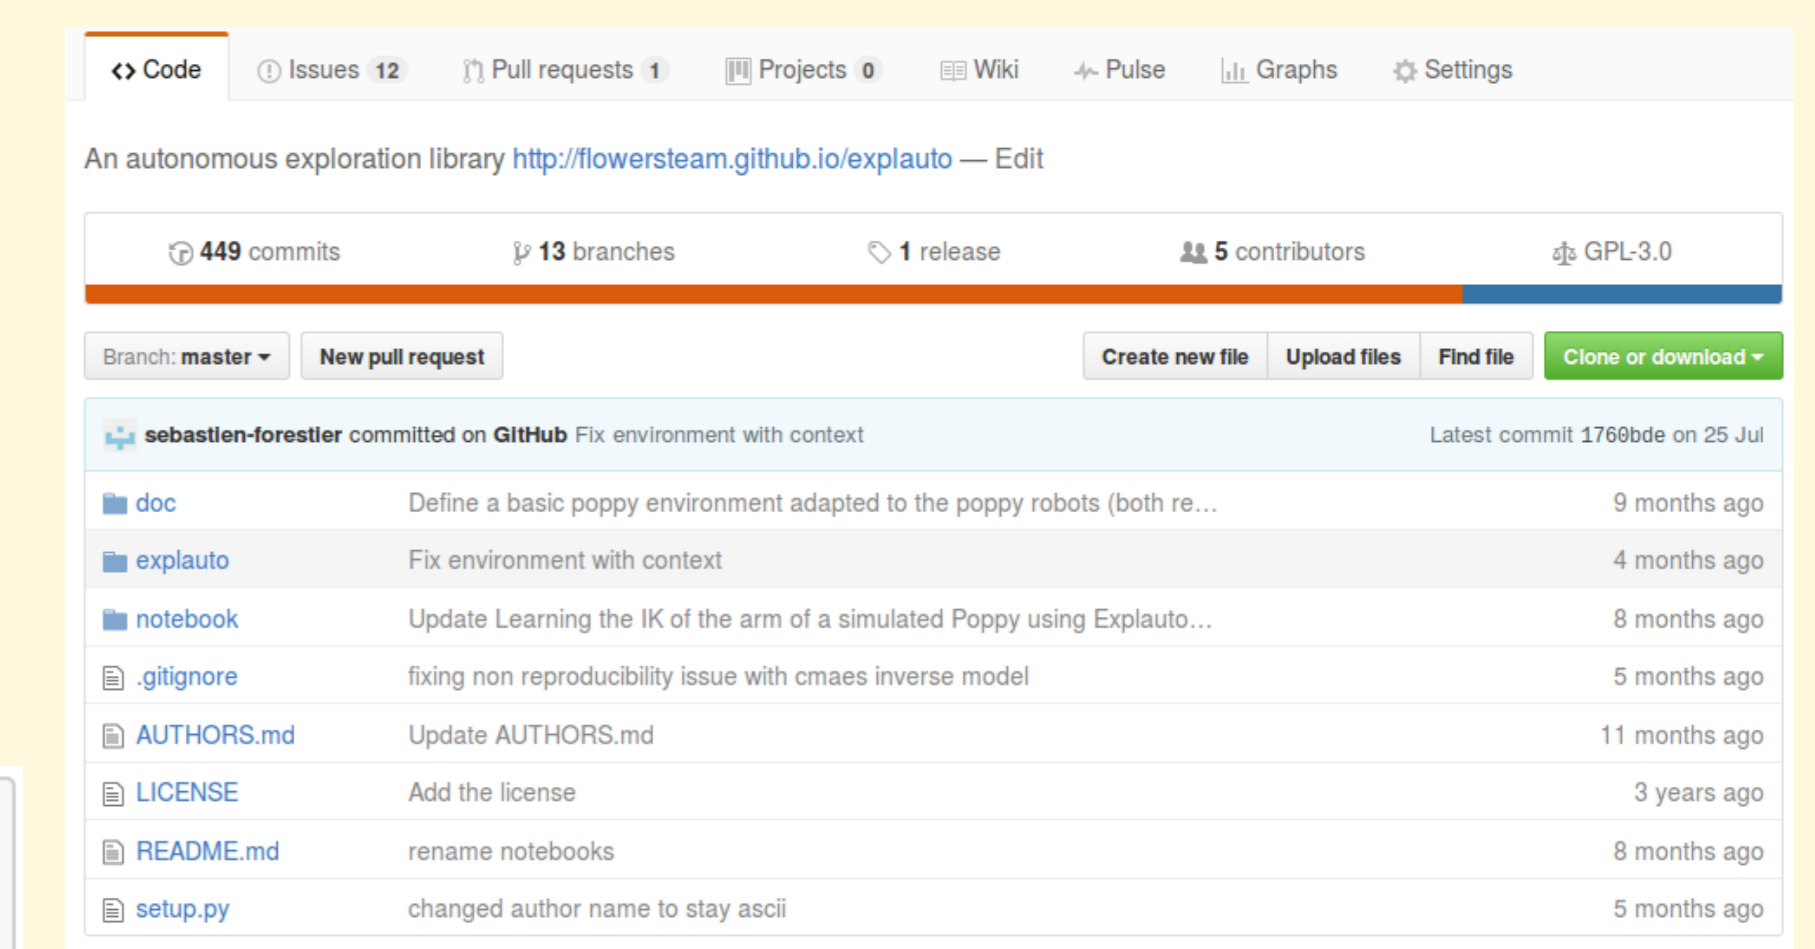 Code Issues 12 Pull requests 1 Projects 0 Wiki Pulse Graphs Settings
An autonomous exploration library http://flowersteam.github.io/explauto — Edit
449 commits 13 branches 1 release 5 contributors GPL-3.0
Branch: master New pull request Create new file Upload files Find file Clone or download
sebastien-forestier committed on GitHub Fix environment with context Latest commit 1760bde on 25 Jul
doc Define a basic poppy environment adapted to the poppy robots (both re… 9 months ago
explauto Fix environment with context 4 months ago
notebook Update Learning the IK of the arm of a simulated Poppy using Explauto… 8 months ago
.gitignore fixing non reproducibility issue with cmaes inverse model 5 months ago
AUTHORS.md Update AUTHORS.md 11 months ago
LICENSE Add the license 3 years ago
README.md rename notebooks 8 months ago
setup.py changed author name to stay ascii 5 months ago